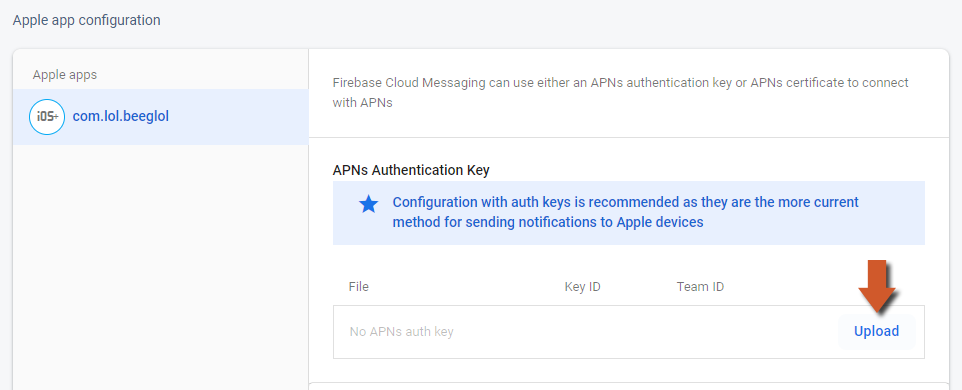 Apple app configuration
Apple apps
iOS+
com.lol.beeglol
Firebase Cloud Messaging can use either an APNs authentication key or APNs certificate to connect
with APNs
APNs Authentication Key
Configuration with auth keys is recommended as they are the more current
method for sending notifications to Apple devices
File Key ID Team ID
No APNs auth key Upload